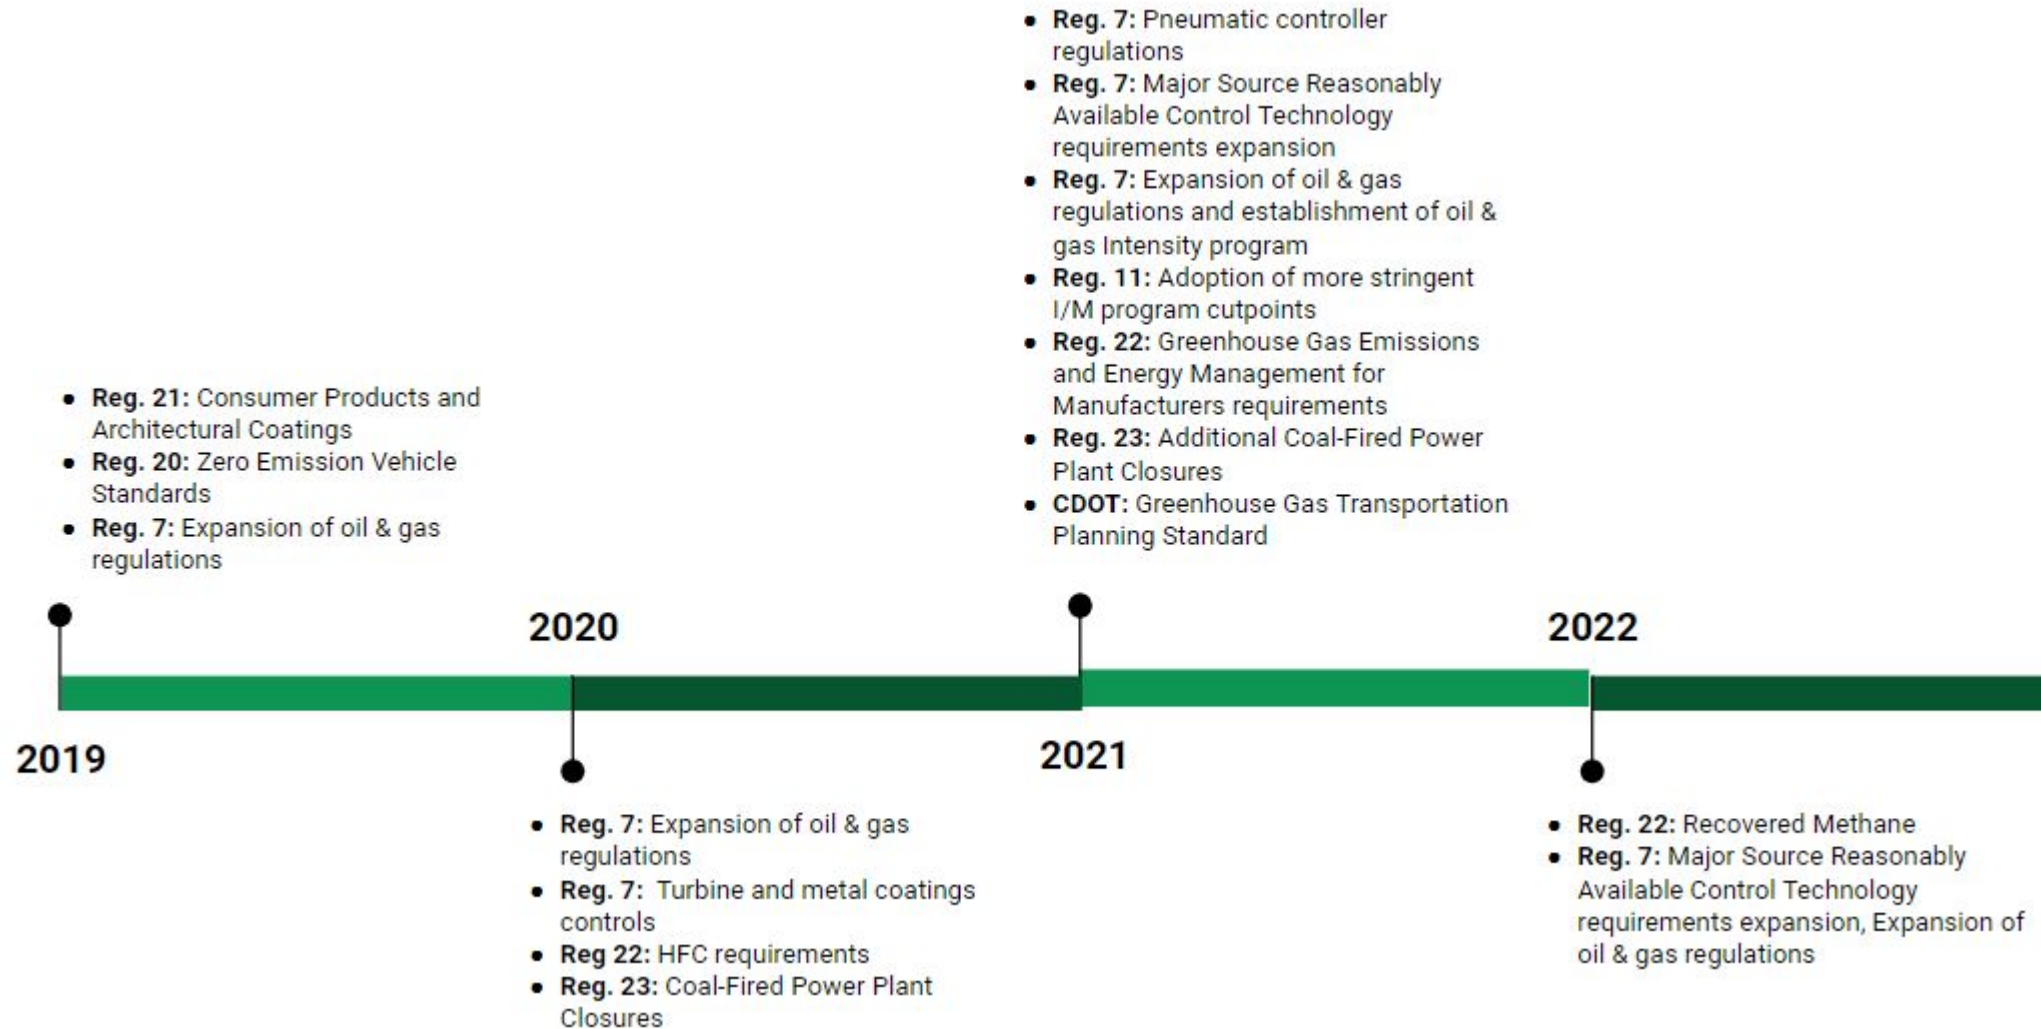 • Reg. 7: Pneumatic controller
regulations
• Reg. 7: Major Source Reasonably
Available Control Technology
requirements expansion
• Reg. 7: Expansion of oil & gas
regulations and establishment of oil &
gas Intensity program
• Reg. 11: Adoption of more stringent
I/M program cutpoints
• Reg. 22: Greenhouse Gas Emissions
and Energy Management for
Manufacturers requirements
• Reg. 23: Additional Coal-Fired Power
Plant Closures
• CDOT: Greenhouse Gas Transportation
Planning Standard
• Reg. 21: Consumer Products and
Architectural Coatings
• Reg. 20: Zero Emission Vehicle
Standards
• Reg. 7: Expansion of oil & gas
regulations
2020
2022
2019
2021
• Reg. 7: Expansion of oil & gas
regulations
• Reg. 7: Turbine and metal coatings
controls
• Reg 22: HFC requirements
• Reg. 23: Coal-Fired Power Plant
Closures
• Reg. 22: Recovered Methane
• Reg. 7: Major Source Reasonably
Available Control Technology
requirements expansion, Expansion of
oil & gas regulations